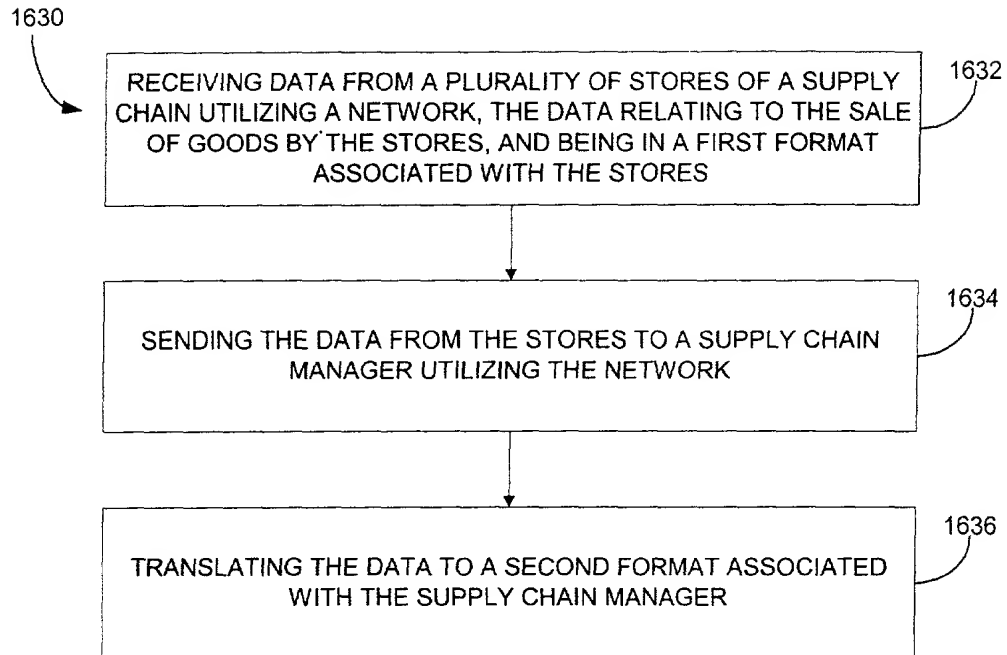 1630
RECEIVING DATA FROM A PLURALITY OF STORES OF A SUPPLY
CHAIN UTILIZING A NETWORK, THE DATA RELATING TO THE SALE
OF GOODS BY THE STORES, AND BEING IN A FIRST FORMAT
ASSOCIATED WITH THE STORES
1632
SENDING THE DATA FROM THE STORES TO A SUPPLY CHAIN
MANAGER UTILIZING THE NETWORK
1634
TRANSLATING THE DATA TO A SECOND FORMAT ASSOCIATED
WITH THE SUPPLY CHAIN MANAGER
1636